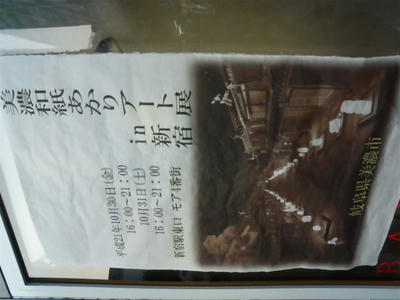 美濃和紙あかりアート展
in 新宿
平成21年10月30日(金)
16:00～21:00
10月31日(土)
16:00～21:00
新宿駅東口 モア4番街
岐阜県美濃市